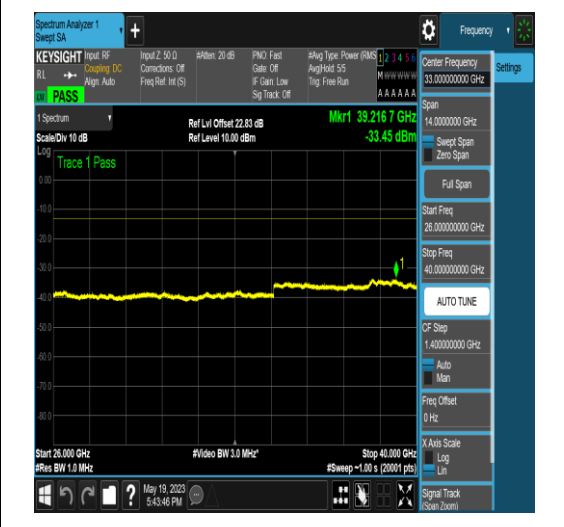 Spectrum Analyzer 1
Swept SA
+
Frequency
KEYSIGHT
RL
PASS
Input: RF
Coupling: DC
Align: Auto
Input Z: 50 Ω
Corrections: Off
Freq Ref: Int (S)
#Atten: 20 dB
PNO: Fast
Gate: Off
IF Gain: Low
Sig Track: Off
#Avg Type: Power (RMS
Avg|Hold: 5/5
Trig: Free Run
1 2 3 4 5 6
M w w w w w
A A A A A A
1 Spectrum
Scale/Div 10 dB
Ref Lvl Offset 22.83 dB
Ref Level 10.00 dBm
Mkr1 39.216 7 GHz
-33.45 dBm
Log
Trace 1 Pass
0.00
-10.0
-20.0
-30.0
-40.0
-50.0
-60.0
-70.0
-80.0
1
Start 26.000 GHz
#Res BW 1.0 MHz
#Video BW 3.0 MHz*
Stop 40.000 GHz
#Sweep ~1.00 s (20001 pts)
? May 19, 2023
5:43:46 PM
Center Frequency
33.000000000 GHz
Settings
Span
14.0000000 GHz
Swept Span
Zero Span
Full Span
Start Freq
26.000000000 GHz
Stop Freq
40.000000000 GHz
AUTO TUNE
CF Step
1.400000000 GHz
Auto
Man
Freq Offset
0 Hz
X Axis Scale
Log
Lin
Signal Track
(Span Zoom)